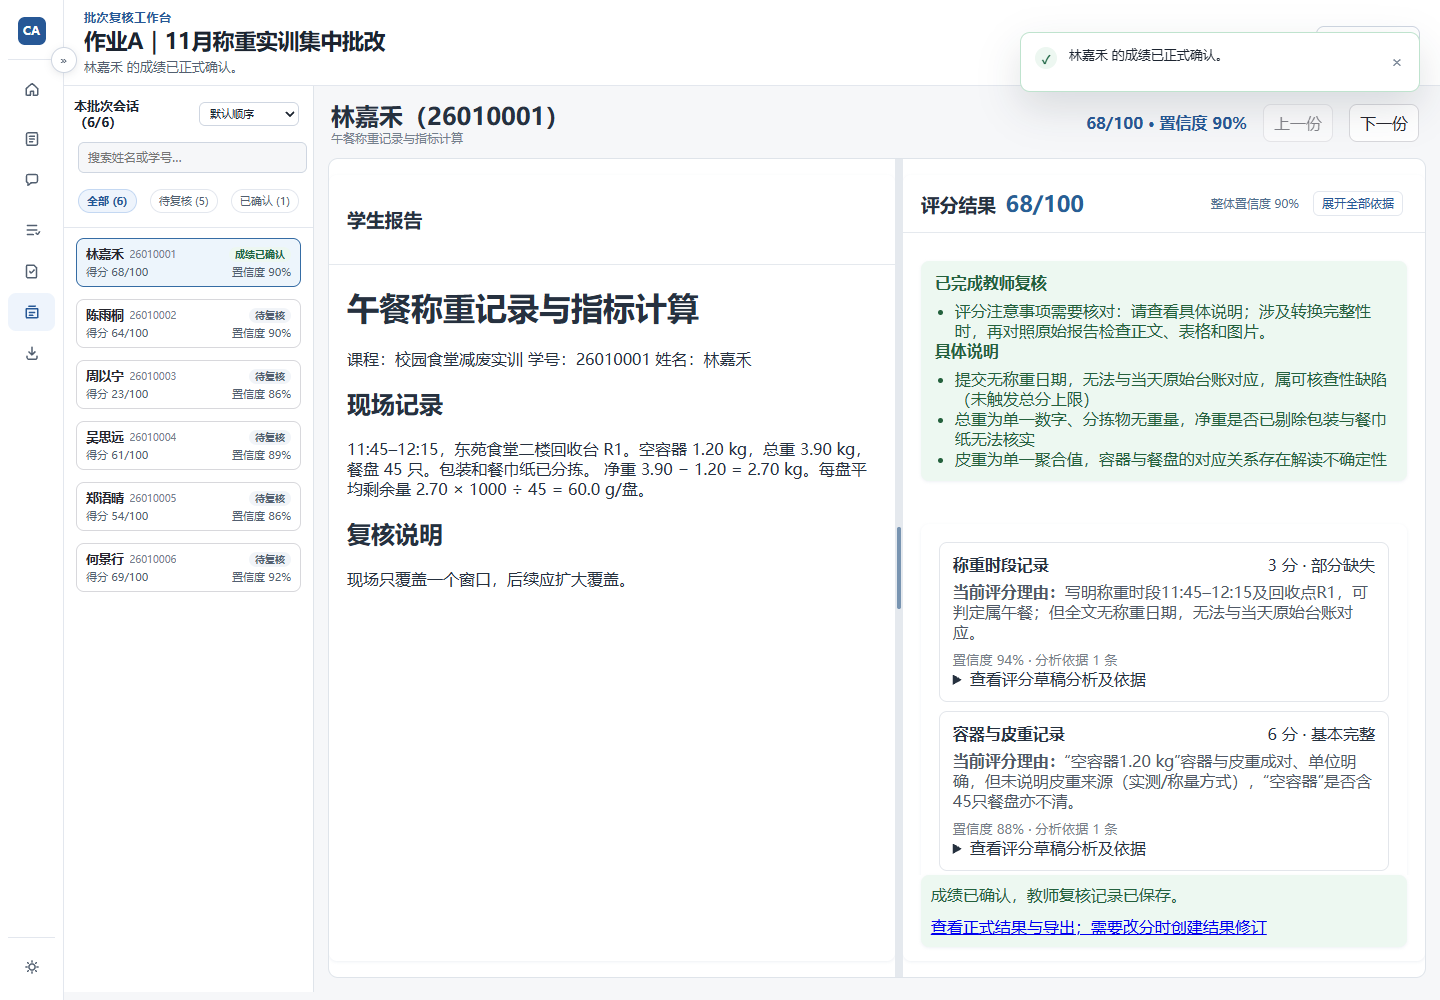 CA
»
批次复核工作台
作业A｜11月称重实训集中批改
林嘉禾 的成绩已正式确认。
✓ 林嘉禾 的成绩已正式确认。 ×
本批次会话
（6/6）
默认顺序
搜索姓名或学号...
全部 (6) 待复核 (5) 已确认 (1)
林嘉禾 26010001 成绩已确认
得分 68/100 置信度 90%
陈雨桐 26010002 待复核
得分 64/100 置信度 90%
周以宁 26010003 待复核
得分 23/100 置信度 86%
吴思远 26010004 待复核
得分 61/100 置信度 89%
郑语晴 26010005 待复核
得分 54/100 置信度 86%
何景行 26010006 待复核
得分 69/100 置信度 92%
林嘉禾（26010001）
午餐称重记录与指标计算
68/100 • 置信度 90% 上一份 下一份
学生报告
午餐称重记录与指标计算
课程：校园食堂减废实训 学号：26010001 姓名：林嘉禾
现场记录
11:45–12:15，东苑食堂二楼回收台 R1。空容器 1.20 kg，总重 3.90 kg，
餐盘 45 只。包装和餐巾纸已分拣。 净重 3.90 − 1.20 = 2.70 kg。每盘平
均剩余量 2.70 × 1000 ÷ 45 = 60.0 g/盘。
复核说明
现场只覆盖一个窗口，后续应扩大覆盖。
评分结果 68/100 整体置信度 90% 展开全部依据
已完成教师复核
• 评分注意事项需要核对：请查看具体说明；涉及转换完整性
时，再对照原始报告检查正文、表格和图片。
具体说明
• 提交无称重日期，无法与当天原始台账对应，属可核查性缺陷
（未触发总分上限）
• 总重为单一数字、分拣物无重量，净重是否已剔除包装与餐巾
纸无法核实
• 皮重为单一聚合值，容器与餐盘的对应关系存在解读不确定性
称重时段记录 3 分 · 部分缺失
当前评分理由：写明称重时段11:45–12:15及回收点R1，可
判定属午餐；但全文无称重日期，无法与当天原始台账对
应。
置信度 94% · 分析依据 1 条
▶ 查看评分草稿分析及依据
容器与皮重记录 6 分 · 基本完整
当前评分理由：“空容器1.20 kg”容器与皮重成对、单位明
确，但未说明皮重来源（实测/称量方式），“空容器”是否含
45只餐盘亦不清。
置信度 88% · 分析依据 1 条
▶ 查看评分草稿分析及依据
成绩已确认，教师复核记录已保存。
查看正式结果与导出；需要改分时创建结果修订